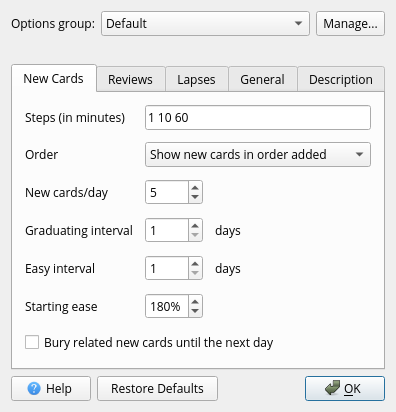 Options group: Default Manage...
New Cards Reviews Lapses General Description
Steps (in minutes) 1 10 60
Order Show new cards in order added
New cards/day 5
Graduating interval 1 days
Easy interval 1 days
Starting ease 180%
Bury related new cards until the next day
? Help Restore Defaults OK